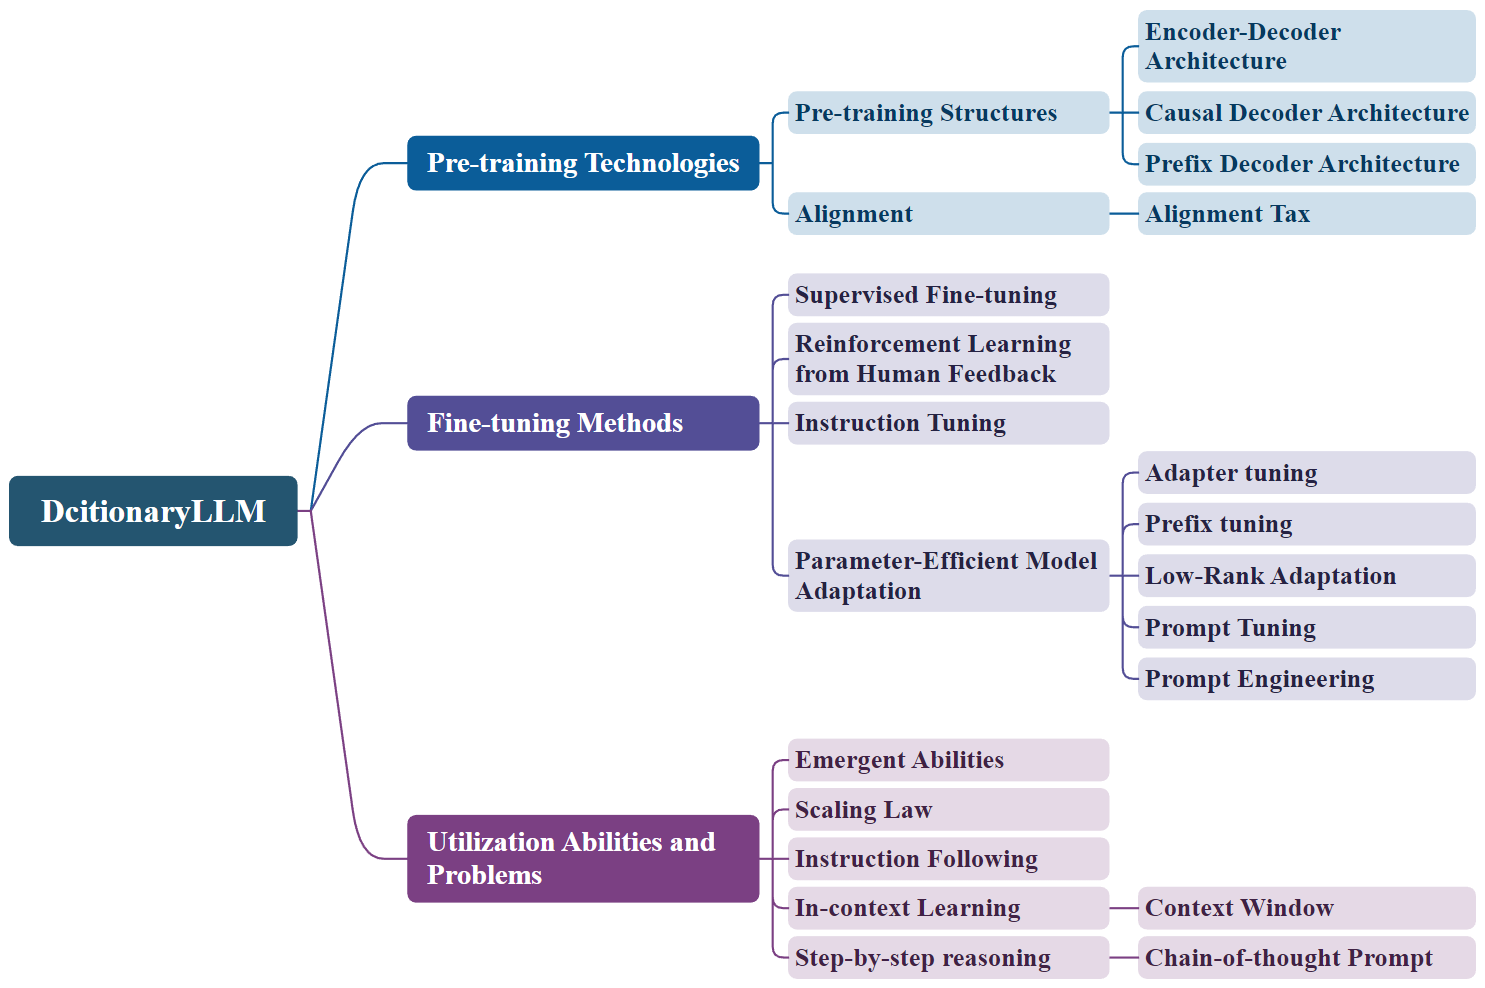 DcitionaryLLM
Pre-training Technologies
Pre-training Structures
Encoder-Decoder
Architecture
Causal Decoder Architecture
Prefix Decoder Architecture
Alignment
Alignment Tax
Fine-tuning Methods
Supervised Fine-tuning
Reinforcement Learning
from Human Feedback
Instruction Tuning
Parameter-Efficient Model
Adaptation
Adapter tuning
Prefix tuning
Low-Rank Adaptation
Prompt Tuning
Prompt Engineering
Utilization Abilities and
Problems
Emergent Abilities
Scaling Law
Instruction Following
In-context Learning
Context Window
Step-by-step reasoning
Chain-of-thought Prompt